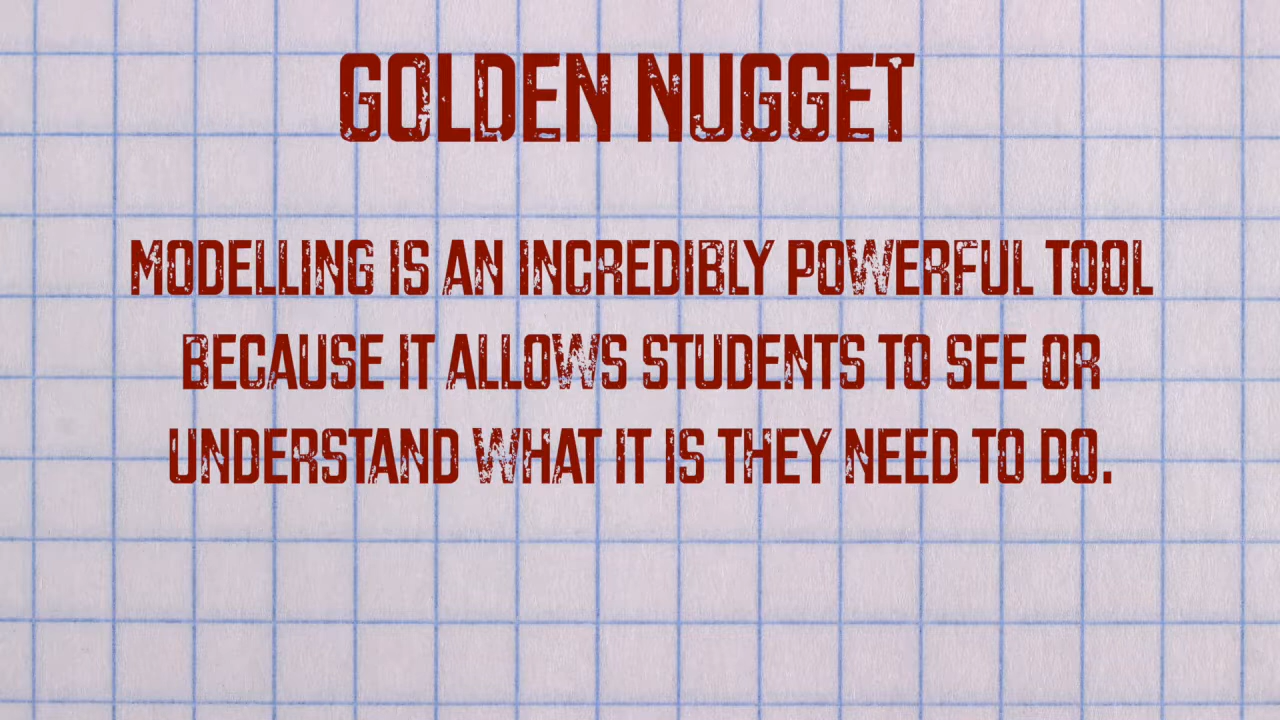 GOLDEN NUGGET
MODELLING IS AN INCREDIBLY POWERFUL TOOL
BECAUSE IT ALLOWS STUDENTS TO SEE OR
UNDERSTAND WHAT IT IS THEY NEED TO DO.